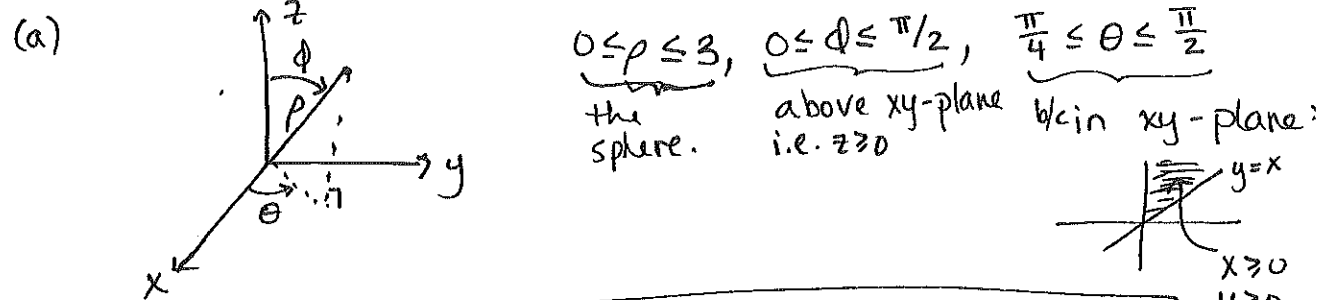 (a)
z
ϕ
ρ
y
θ
x
0≤ρ≤3, 0≤ϕ≤π/2, π/4 ≤ θ ≤ π/2
the sphere.
above xy-plane
i.e. z≥0
b/c in xy-plane:
y=x
x≥0